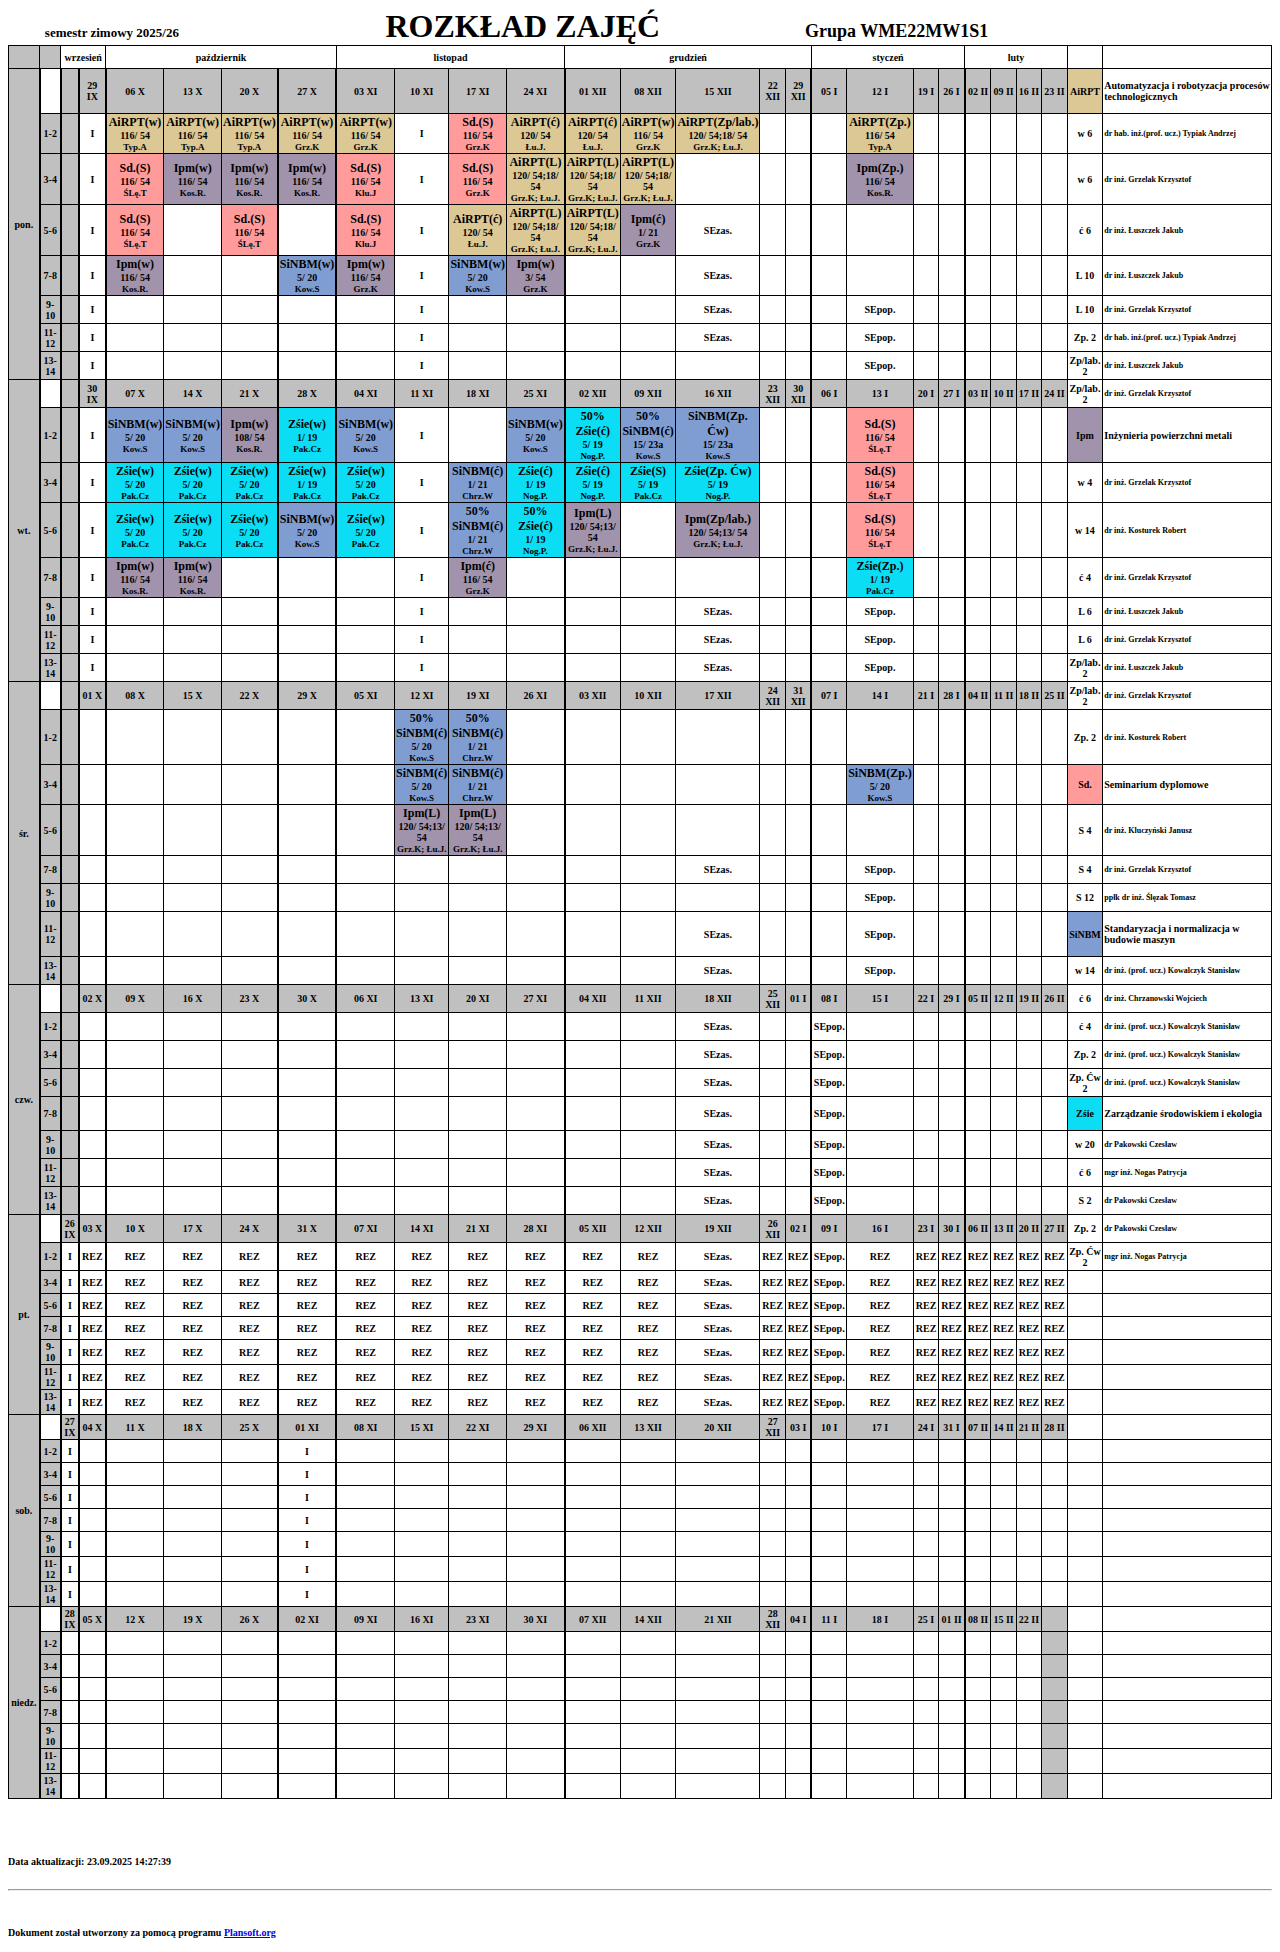 semestr zimowy 2025/26 ROZKŁAD ZAJĘĆ Grupa WME22MW1S1
wrzesień październik listopad grudzień styczeń luty
pon. 29 IX 06 X 13 X 20 X 27 X 03 XI 10 XI 17 XI 24 XI 01 XII 08 XII 15 XII 22 XII 29 XII 05 I 12 I 19 I 26 I 02 II 09 II 16 II 23 II AiRPT Automatyzacja i robotyzacja procesów technologicznych
1-2 I AiRPT(w) 116/ 54 Typ.A AiRPT(w) 116/ 54 Typ.A AiRPT(w) 116/ 54 Typ.A AiRPT(w) 116/ 54 Grz.K AiRPT(w) 116/ 54 Grz.K I Sd.(S) 116/ 54 Grz.K AiRPT(ć) 120/ 54 Łu.J. AiRPT(ć) 120/ 54 Łu.J. AiRPT(w) 116/ 54 Grz.K AiRPT(Zp/lab.) 120/ 54;18/ 54 Grz.K; Łu.J. AiRPT(Zp.) 116/ 54 Typ.A w 6 dr hab. inż.(prof. ucz.) Typiak Andrzej
3-4 I Sd.(S) 116/ 54 ŚLę.T Ipm(w) 116/ 54 Kos.R. Ipm(w) 116/ 54 Kos.R. Ipm(w) 116/ 54 Kos.R. Sd.(S) 116/ 54 Klu.J I Sd.(S) 116/ 54 Grz.K AiRPT(L) 120/ 54;18/ 54 Grz.K; Łu.J. AiRPT(L) 120/ 54;18/ 54 Grz.K; Łu.J. AiRPT(L) 120/ 54;18/ 54 Grz.K; Łu.J. Ipm(Zp.) 116/ 54 Kos.R. w 6 dr inż. Grzelak Krzysztof
5-6 I Sd.(S) 116/ 54 ŚLę.T Sd.(S) 116/ 54 ŚLę.T Sd.(S) 116/ 54 Klu.J I AiRPT(ć) 120/ 54 Łu.J. AiRPT(L) 120/ 54;18/ 54 Grz.K; Łu.J. AiRPT(L) 120/ 54;18/ 54 Grz.K; Łu.J. Ipm(ć) 1/ 21 Grz.K SEzas. ć 6 dr inż. Łuszczek Jakub
7-8 I Ipm(w) 116/ 54 Kos.R. SiNBM(w) 5/ 20 Kow.S Ipm(w) 116/ 54 Grz.K I SiNBM(w) 5/ 20 Kow.S Ipm(w) 3/ 54 Grz.K SEzas. L 10 dr inż. Łuszczek Jakub
9-10 I I SEzas. SEpop. L 10 dr inż. Grzelak Krzysztof
11-12 I I SEzas. SEpop. Zp. 2 dr hab. inż.(prof. ucz.) Typiak Andrzej
13-14 I I SEpop. Zp/lab. 2 dr inż. Łuszczek Jakub
wt. 30 IX 07 X 14 X 21 X 28 X 04 XI 11 XI 18 XI 25 XI 02 XII 09 XII 16 XII 23 XII 30 XII 06 I 13 I 20 I 27 I 03 II 10 II 17 II 24 II Zp/lab. 2 dr inż. Grzelak Krzysztof
1-2 I SiNBM(w) 5/ 20 Kow.S SiNBM(w) 5/ 20 Kow.S Ipm(w) 108/ 54 Kos.R. Zśie(w) 1/ 19 Pak.Cz SiNBM(w) 5/ 20 Kow.S I SiNBM(w) 5/ 20 Kow.S 50% Zśie(ć) 5/ 19 Nog.P. 50% SiNBM(ć) 15/ 23a Kow.S SiNBM(Zp. Ćw) 15/ 23a Kow.S Sd.(S) 116/ 54 ŚLę.T Ipm Inżynieria powierzchni metali
3-4 I Zśie(w) 5/ 20 Pak.Cz Zśie(w) 5/ 20 Pak.Cz Zśie(w) 5/ 20 Pak.Cz Zśie(w) 1/ 19 Pak.Cz Zśie(w) 5/ 20 Pak.Cz I SiNBM(ć) 1/ 21 Chrz.W Zśie(ć) 1/ 19 Nog.P. Zśie(ć) 5/ 19 Nog.P. Zśie(S) 5/ 19 Pak.Cz Zśie(Zp. Ćw) 5/ 19 Nog.P. Sd.(S) 116/ 54 ŚLę.T w 4 dr inż. Grzelak Krzysztof
5-6 I Zśie(w) 5/ 20 Pak.Cz Zśie(w) 5/ 20 Pak.Cz Zśie(w) 5/ 20 Pak.Cz SiNBM(w) 5/ 20 Kow.S Zśie(w) 5/ 20 Pak.Cz I 50% SiNBM(ć) 1/ 21 Chrz.W 50% Zśie(ć) 1/ 19 Nog.P. Ipm(L) 120/ 54;13/ 54 Grz.K; Łu.J. Ipm(Zp/lab.) 120/ 54;13/ 54 Grz.K; Łu.J. Sd.(S) 116/ 54 ŚLę.T w 14 dr inż. Kosturek Robert
7-8 I Ipm(w) 116/ 54 Kos.R. Ipm(w) 116/ 54 Kos.R. I Ipm(ć) 116/ 54 Grz.K Zśie(Zp.) 1/ 19 Pak.Cz ć 4 dr inż. Grzelak Krzysztof
9-10 I I SEzas. SEpop. L 6 dr inż. Łuszczek Jakub
11-12 I I SEzas. SEpop. L 6 dr inż. Grzelak Krzysztof
13-14 I I SEzas. SEpop. Zp/lab. 2 dr inż. Łuszczek Jakub
śr. 01 X 08 X 15 X 22 X 29 X 05 XI 12 XI 19 XI 26 XI 03 XII 10 XII 17 XII 24 XII 31 XII 07 I 14 I 21 I 28 I 04 II 11 II 18 II 25 II Zp/lab. 2 dr inż. Grzelak Krzysztof
1-2 50% SiNBM(ć) 5/ 20 Kow.S 50% SiNBM(ć) 1/ 21 Chrz.W Zp. 2 dr inż. Kosturek Robert
3-4 SiNBM(ć) 5/ 20 Kow.S SiNBM(ć) 1/ 21 Chrz.W SiNBM(Zp.) 5/ 20 Kow.S Sd. Seminarium dyplomowe
5-6 Ipm(L) 120/ 54;13/ 54 Grz.K; Łu.J. Ipm(L) 120/ 54;13/ 54 Grz.K; Łu.J. S 4 dr inż. Kluczyński Janusz
7-8 SEzas. SEpop. S 4 dr inż. Grzelak Krzysztof
9-10 SEpop. S 12 ppłk dr inż. Ślęzak Tomasz
11-12 SEzas. SEpop. SiNBM Standaryzacja i normalizacja w budowie maszyn
13-14 SEzas. SEpop. w 14 dr inż. (prof. ucz.) Kowalczyk Stanisław
czw. 02 X 09 X 16 X 23 X 30 X 06 XI 13 XI 20 XI 27 XI 04 XII 11 XII 18 XII 25 XII 01 I 08 I 15 I 22 I 29 I 05 II 12 II 19 II 26 II ć 6 dr inż. Chrzanowski Wojciech
1-2 SEzas. SEpop. ć 4 dr inż. (prof. ucz.) Kowalczyk Stanisław
3-4 SEzas. SEpop. Zp. 2 dr inż. (prof. ucz.) Kowalczyk Stanisław
5-6 SEzas. SEpop. Zp. Ćw 2 dr inż. (prof. ucz.) Kowalczyk Stanisław
7-8 SEzas. SEpop. Zśie Zarządzanie środowiskiem i ekologia
9-10 SEzas. SEpop. w 20 dr Pakowski Czesław
11-12 SEzas. SEpop. ć 6 mgr inż. Nogas Patrycja
13-14 SEzas. SEpop. S 2 dr Pakowski Czesław
pt. 26 IX 03 X 10 X 17 X 24 X 31 X 07 XI 14 XI 21 XI 28 XI 05 XII 12 XII 19 XII 26 XII 02 I 09 I 16 I 23 I 30 I 06 II 13 II 20 II 27 II Zp. 2 dr Pakowski Czesław
1-2 I REZ REZ REZ REZ REZ REZ REZ REZ REZ REZ REZ SEzas. REZ REZ SEpop. REZ REZ REZ REZ REZ REZ REZ Zp. Ćw 2 mgr inż. Nogas Patrycja
3-4 I REZ REZ REZ REZ REZ REZ REZ REZ REZ REZ REZ SEzas. REZ REZ SEpop. REZ REZ REZ REZ REZ REZ REZ
5-6 I REZ REZ REZ REZ REZ REZ REZ REZ REZ REZ REZ SEzas. REZ REZ SEpop. REZ REZ REZ REZ REZ REZ REZ
7-8 I REZ REZ REZ REZ REZ REZ REZ REZ REZ REZ REZ SEzas. REZ REZ SEpop. REZ REZ REZ REZ REZ REZ REZ
9-10 I REZ REZ REZ REZ REZ REZ REZ REZ REZ REZ REZ SEzas. REZ REZ SEpop. REZ REZ REZ REZ REZ REZ REZ
11-12 I REZ REZ REZ REZ REZ REZ REZ REZ REZ REZ REZ SEzas. REZ REZ SEpop. REZ REZ REZ REZ REZ REZ REZ
13-14 I REZ REZ REZ REZ REZ REZ REZ REZ REZ REZ REZ SEzas. REZ REZ SEpop. REZ REZ REZ REZ REZ REZ REZ
sob. 27 IX 04 X 11 X 18 X 25 X 01 XI 08 XI 15 XI 22 XI 29 XI 06 XII 13 XII 20 XII 27 XII 03 I 10 I 17 I 24 I 31 I 07 II 14 II 21 II 28 II
1-2 I I
3-4 I I
5-6 I I
7-8 I I
9-10 I I
11-12 I I
13-14 I I
niedz. 28 IX 05 X 12 X 19 X 26 X 02 XI 09 XI 16 XI 23 XI 30 XI 07 XII 14 XII 21 XII 28 XII 04 I 11 I 18 I 25 I 01 II 08 II 15 II 22 II
1-2
3-4
5-6
7-8
9-10
11-12
13-14
Data aktualizacji: 23.09.2025 14:27:39
Dokument został utworzony za pomocą programu Plansoft.org